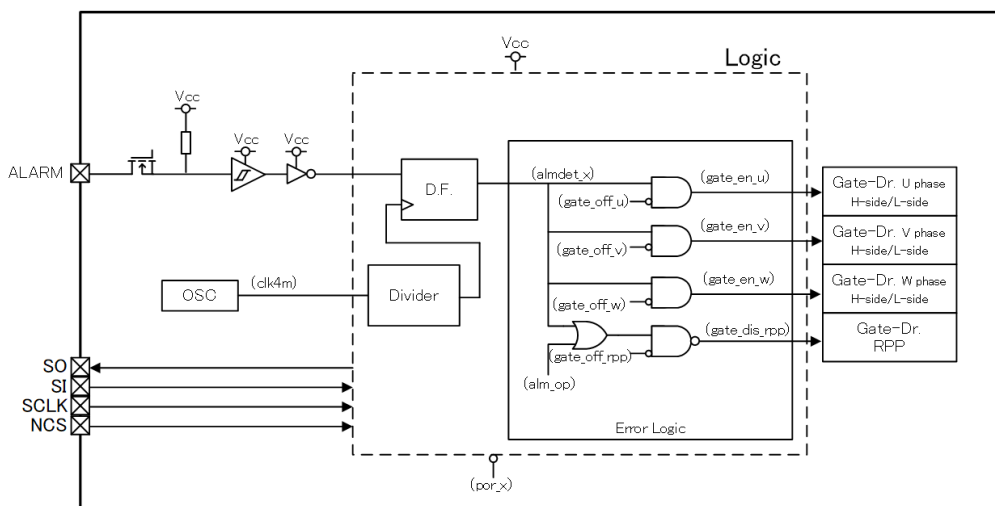 Vcc
Logic
Vcc
Vcc
Vcc
ALARM
D.F.
(almdet_x)
(gate_off_u)
(gate_en_u)
Gate-Dr. U phase
H-side/L-side
(gate_off_v)
(gate_en_v)
Gate-Dr. V phase
H-side/L-side
OSC
(clk4m)
Divider
(gate_off_w)
(gate_en_w)
Gate-Dr. W phase
H-side/L-side
(gate_off_rpp)
(gate_dis_rpp)
Gate-Dr.
RPP
(alm_op)
SO
SI
SCLK
NCS
Error Logic
(por_x)